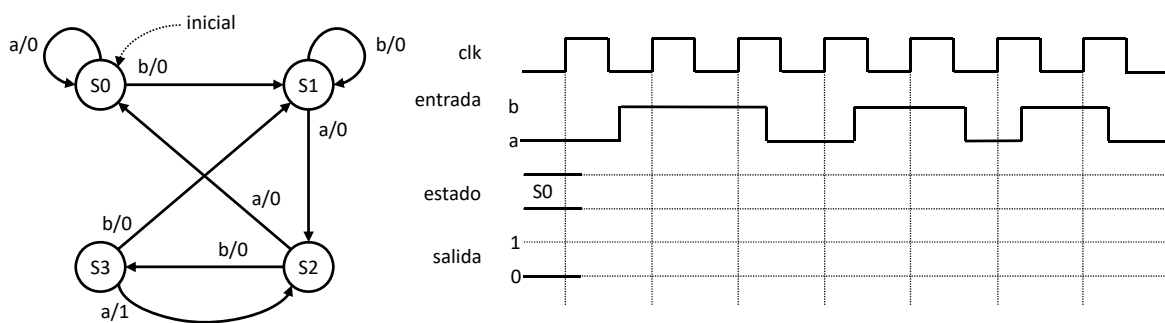 inicial
a/0
b/0
b/0
S0
S1
a/0
a/0
b/0
b/0
S3
S2
a/1
clk
entrada
b
a
estado
S0
salida
1
0